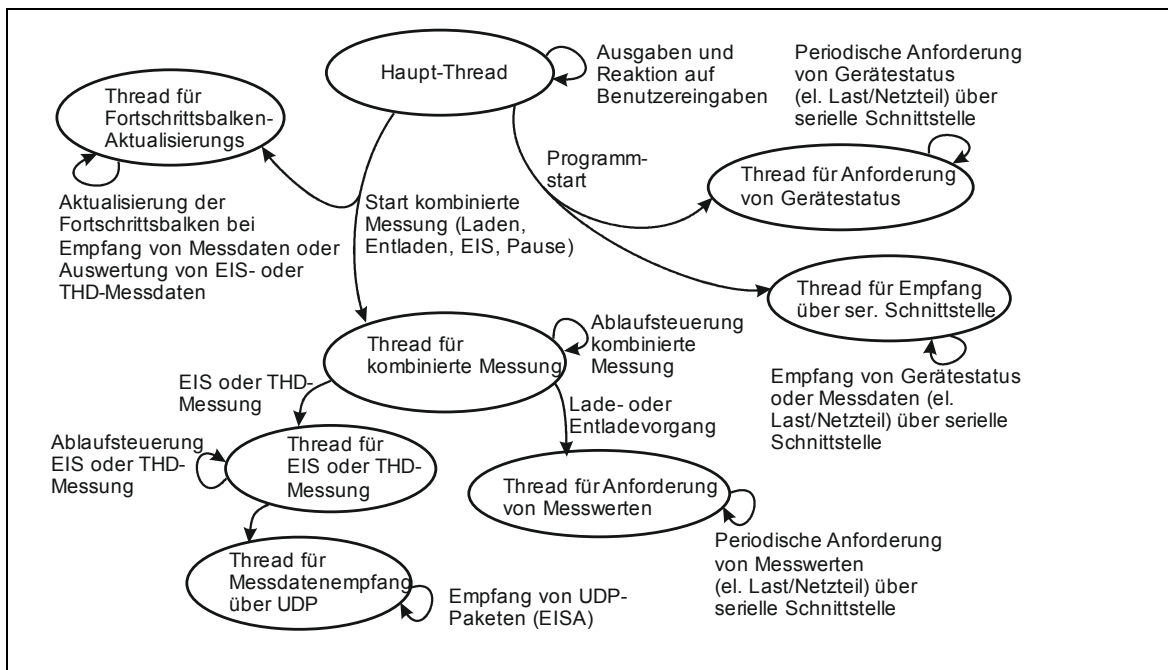 Haupt-Thread
Ausgaben und
Reaktion auf
Benutzereingaben
Periodische Anforderung
von Gerätestatus
(el. Last/Netzteil) über
serielle Schnittstelle
Thread für
Fortschrittsbalken-
Aktualisierungs
Programm-
start
Thread für Anforderung
von Gerätestatus
Aktualisierung der
Fortschrittsbalken bei
Empfang von Messdaten oder
Auswertung von EIS- oder
THD-Messdaten
Start kombinierte
Messung (Laden,
Entladen, EIS, Pause)
Thread für Empfang
über ser. Schnittstelle
Thread für
kombinierte Messung
Ablaufsteuerung
kombinierte
Messung
Empfang von Gerätestatus
oder Messdaten (el.
Last/Netzteil) über serielle
Schnittstelle
EIS oder THD-
Messung
Lade- oder
Entladevorgang
Ablaufsteuerung
EIS oder THD-
Messung
Thread für
EIS oder THD-
Messung
Thread für Anforderung
von Messwerten
Periodische Anforderung
von Messwerten
(el. Last/Netzteil) über
serielle Schnittstelle
Thread für
Messdatenempfang
über UDP
Empfang von UDP-
Paketen (EISA)